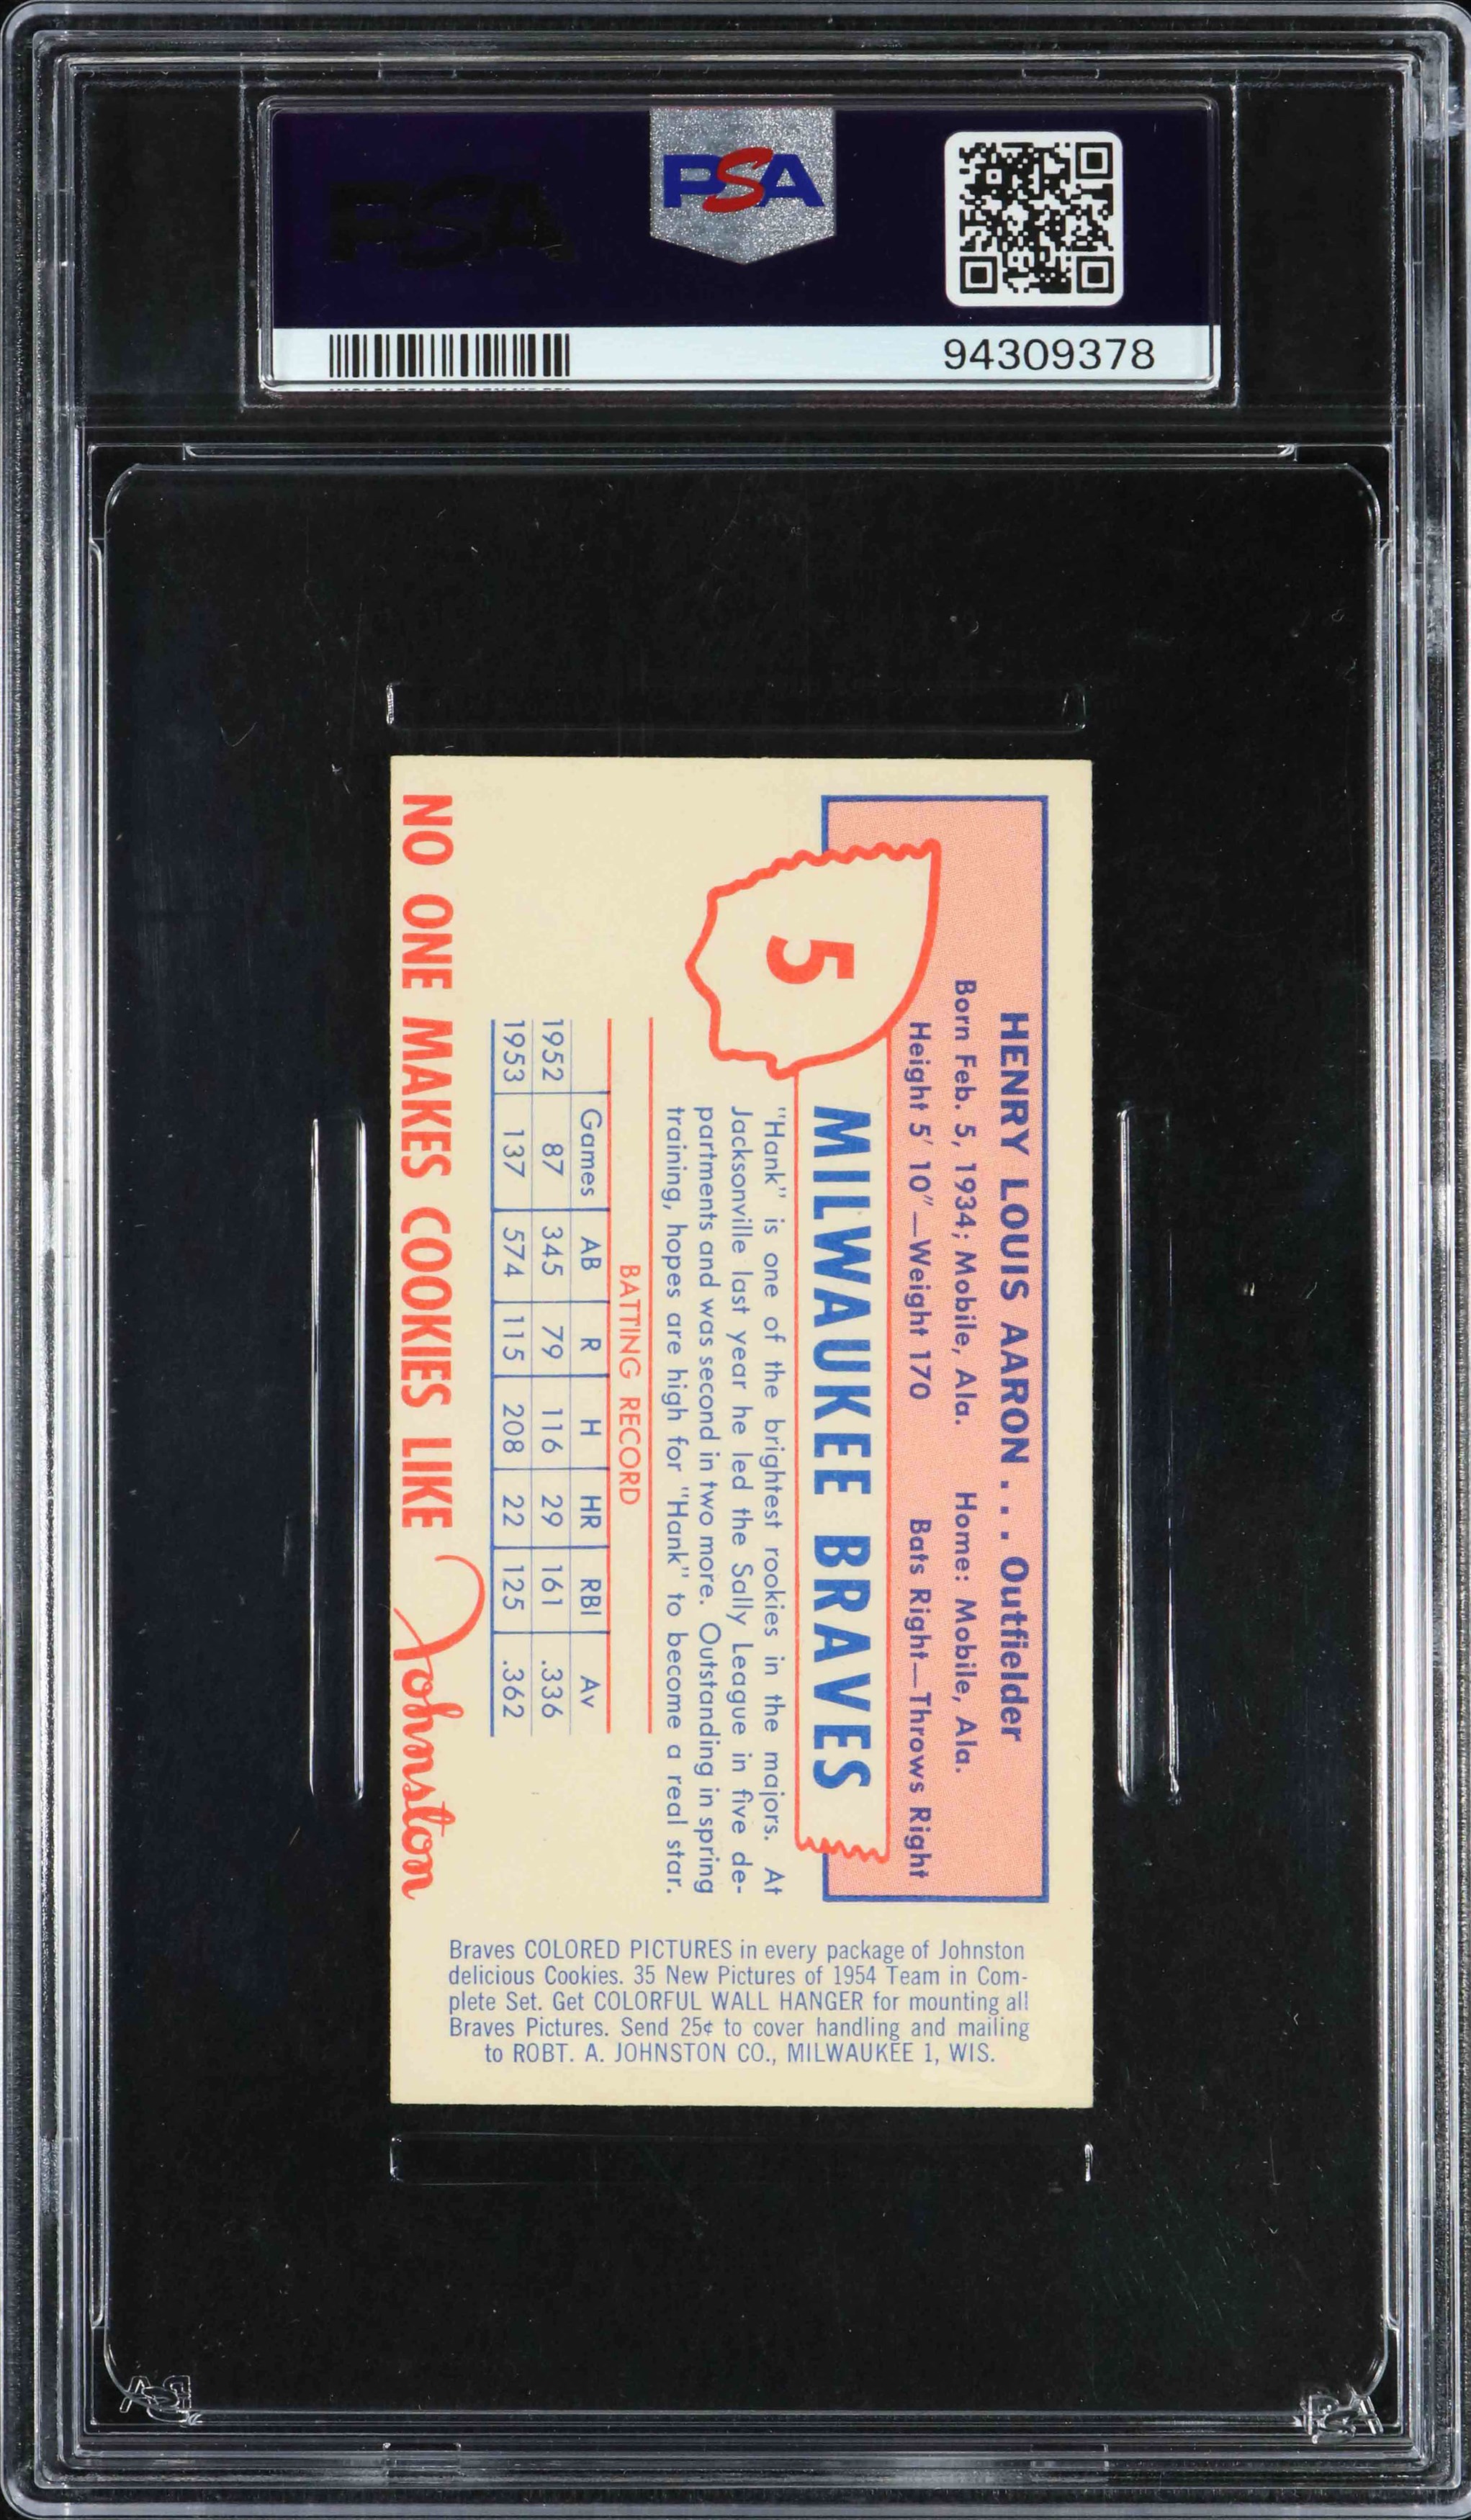 PSA
PSA
94309378
HENRY LOUIS AARON . . . Outfielder
Born Feb. 5, 1934; Mobile, Ala. Home: Mobile, Ala.
Height 5' 10"—Weight 170 Bats Right—Throws Right
5
MILWAUKEE BRAVES
"Hank" is one of the brightest rookies in the majors. At
Jacksonville last year he led the Sally League in five de-
partments and was second in two more. Outstanding in spring
training, hopes are high for "Hank" to become a real star.
BATTING RECORD
Games AB R H HR RBI Av
1952 87 345 79 116 29 161 .336
1953 137 574 115 208 22 125 .362
NO ONE MAKES COOKIES LIKE Johnston
Braves COLORED PICTURES in every package of Johnston
delicious Cookies. 35 New Pictures of 1954 Team in Com-
plete Set. Get COLORFUL WALL HANGER for mounting all
Braves Pictures. Send 25¢ to cover handling and mailing
to ROBT. A. JOHNSTON CO., MILWAUKEE 1, WIS.
PSA
PSA